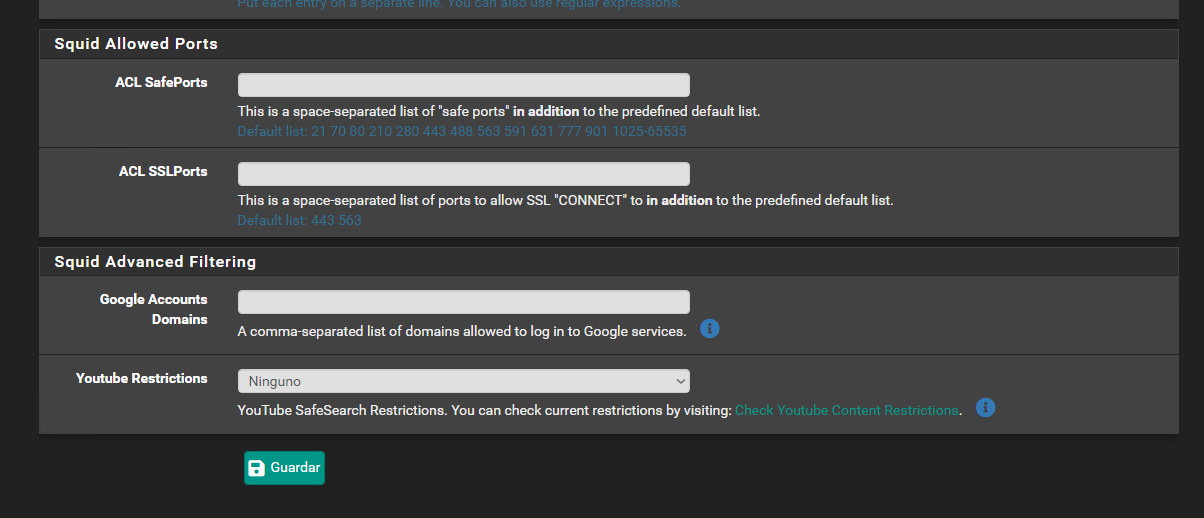 Put each entry on a separate line. You can also use regular expressions.
Squid Allowed Ports
ACL SafePorts
This is a space-separated list of "safe ports" in addition to the predefined default list.
Default list: 21 70 80 210 280 443 488 563 591 631 777 901 1025-65535
ACL SSLPorts
This is a space-separated list of ports to allow SSL "CONNECT" to in addition to the predefined default list.
Default list: 443 563
Squid Advanced Filtering
Google Accounts
Domains
A comma-separated list of domains allowed to log in to Google services.
Youtube Restrictions
Ninguno
YouTube SafeSearch Restrictions. You can check current restrictions by visiting: Check Youtube Content Restrictions.
Guardar